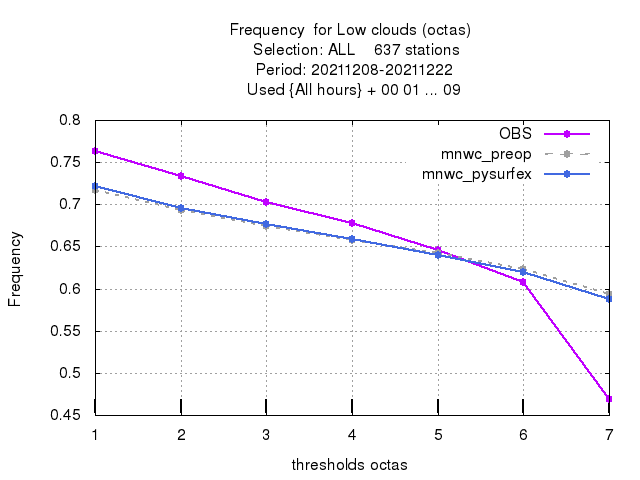 Frequency  for Low clouds (octas)
Selection: ALL    637 stations
Period: 20211208-20211222
Used {All hours} + 00 01 ... 09
OBS
mnwc_preop
mnwc_pysurfex
0.8
0.75
0.7
0.65
0.6
0.55
0.5
0.45
Frequency
1 2 3 4 5 6 7
thresholds octas